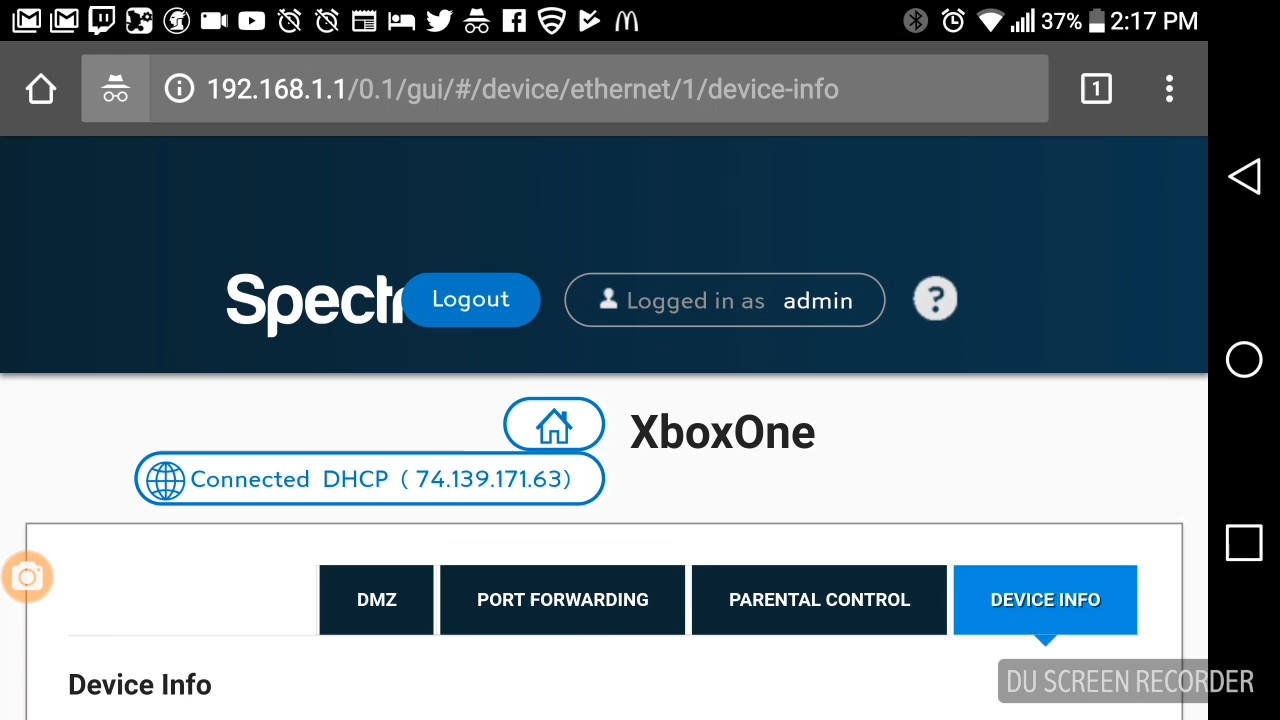 37% 2:17 PM
192.168.1.1/0.1/gui/#/device/ethernet/1/device-info 1
Spectr Logout Logged in as admin ?
XboxOne
Connected DHCP ( 74.139.171.63)
DMZ PORT FORWARDING PARENTAL CONTROL DEVICE INFO
Device Info
DU SCREEN RECORDER